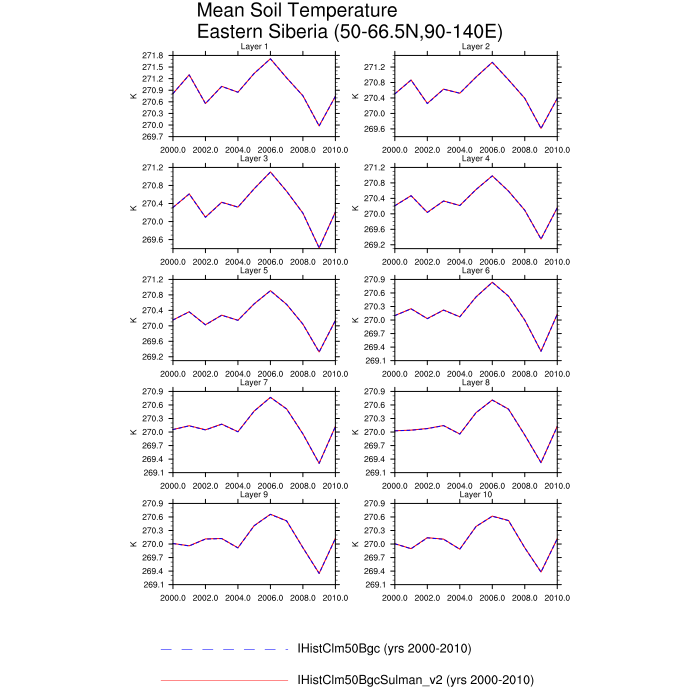 Mean Soil Temperature
Eastern Siberia (50-66.5N,90-140E)
Layer 1
271.8
271.5
271.2
270.9
270.6
270.3
270.0
269.7
K
2000.0 2002.0 2004.0 2006.0 2008.0 2010.0
Layer 2
271.2
270.8
270.4
270.0
269.6
K
2000.0 2002.0 2004.0 2006.0 2008.0 2010.0
Layer 3
271.2
270.8
270.4
270.0
269.6
K
2000.0 2002.0 2004.0 2006.0 2008.0 2010.0
Layer 4
271.2
270.8
270.4
270.0
269.6
269.2
K
2000.0 2002.0 2004.0 2006.0 2008.0 2010.0
Layer 5
271.2
270.8
270.4
270.0
269.6
269.2
K
2000.0 2002.0 2004.0 2006.0 2008.0 2010.0
Layer 6
270.9
270.6
270.3
270.0
269.7
269.4
269.1
K
2000.0 2002.0 2004.0 2006.0 2008.0 2010.0
Layer 7
270.9
270.6
270.3
270.0
269.7
269.4
269.1
K
2000.0 2002.0 2004.0 2006.0 2008.0 2010.0
Layer 8
270.9
270.6
270.3
270.0
269.7
269.4
269.1
K
2000.0 2002.0 2004.0 2006.0 2008.0 2010.0
Layer 9
270.9
270.6
270.3
270.0
269.7
269.4
269.1
K
2000.0 2002.0 2004.0 2006.0 2008.0 2010.0
Layer 10
270.9
270.6
270.3
270.0
269.7
269.4
269.1
K
2000.0 2002.0 2004.0 2006.0 2008.0 2010.0
IHistClm50Bgc (yrs 2000-2010)
IHistClm50BgcSulman_v2 (yrs 2000-2010)